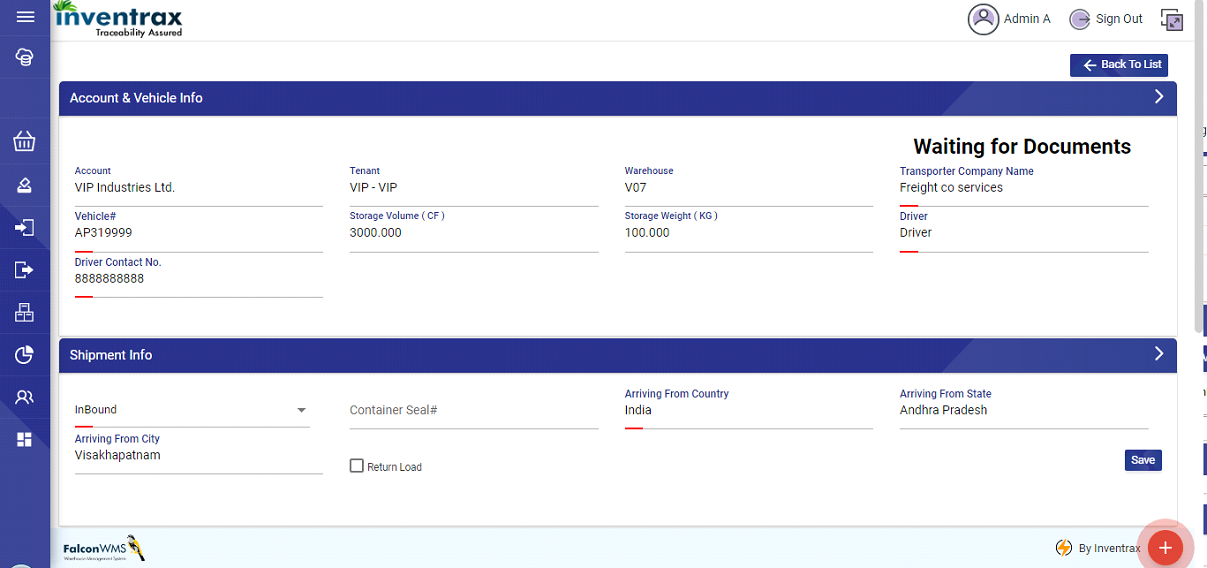 inventrax
Traceability Assured
Admin A
Sign Out
Back To List
Account & Vehicle Info
Waiting for Documents
Account
Tenant
Warehouse
Transporter Company Name
VIP Industries Ltd.
VIP - VIP
V07
Freight co services
Vehicle#
Storage Volume ( CF )
Storage Weight ( KG )
Driver
AP319999
3000.000
100.000
Driver
Driver Contact No.
8888888888
Shipment Info
Arriving From Country
Arriving From State
InBound
Container Seal#
India
Andhra Pradesh
Arriving From City
Visakhapatnam
Return Load
Save
FalconWMS
Warehouse Management System
By Inventrax
+